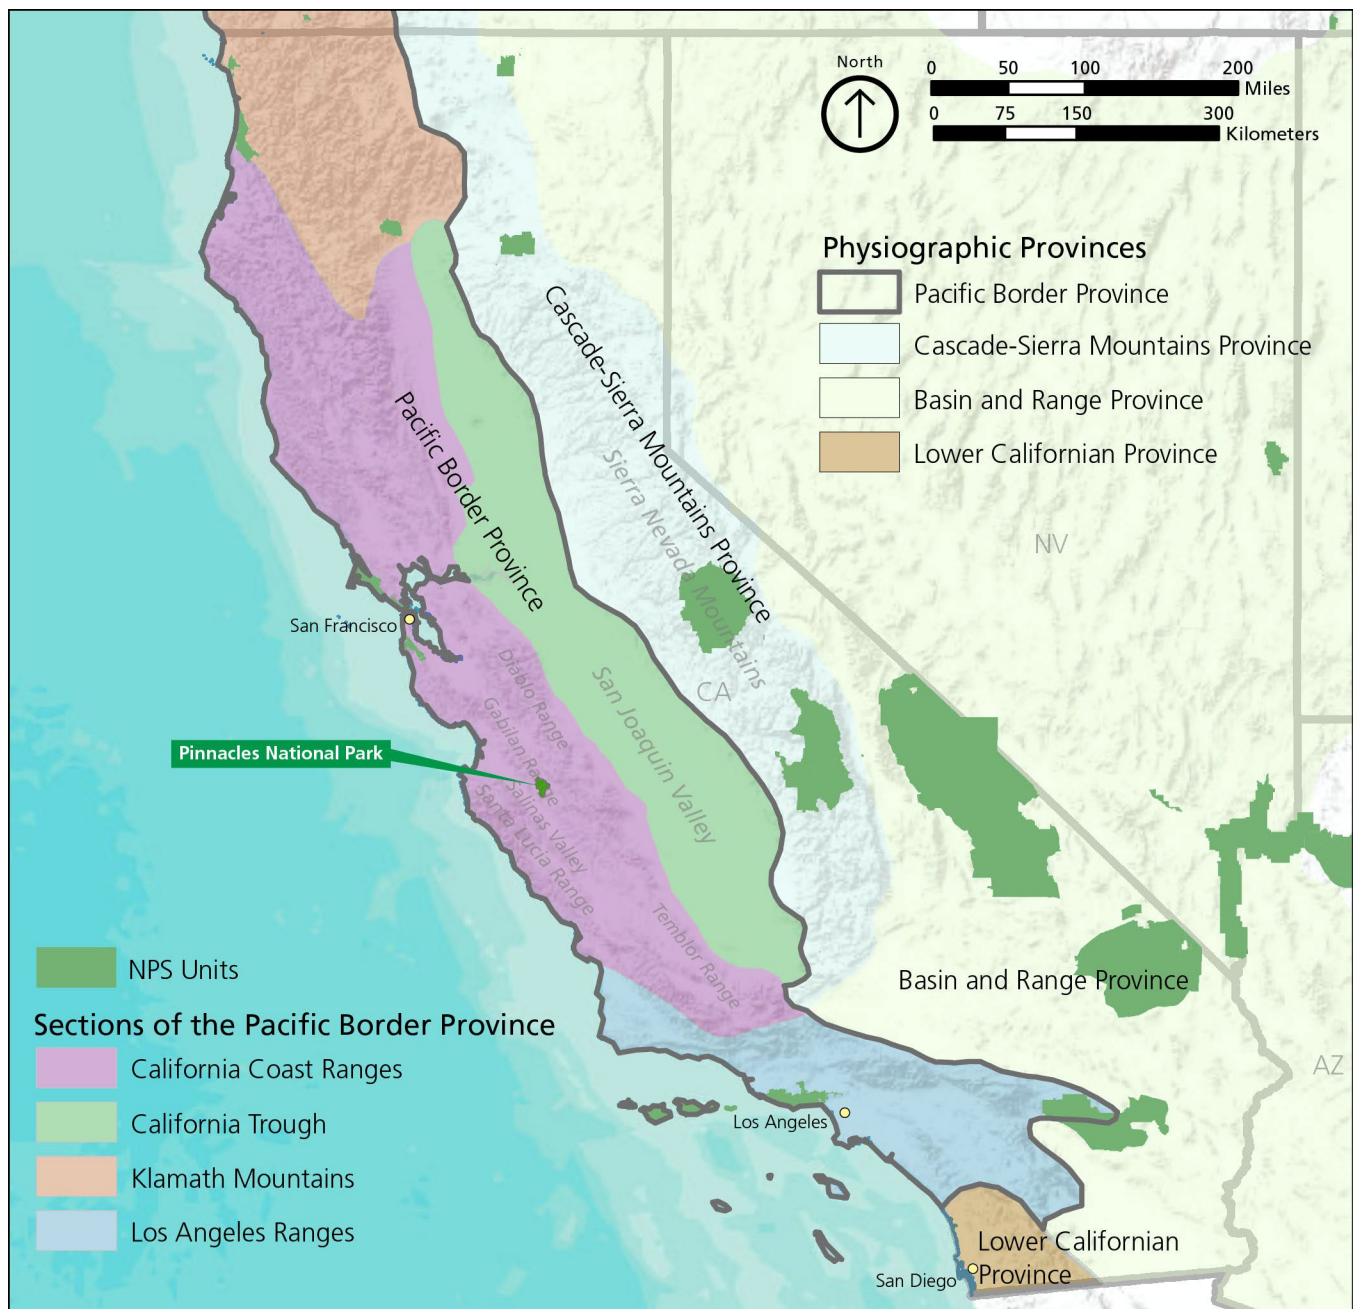 North
0 50 100 200
Miles
0 75 150 300
Kilometers
Physiographic Provinces
Pacific Border Province
Cascade-Sierra Mountains Province
Basin and Range Province
Lower Californian Province
Cascade-Sierra Mountains Province
Sierra Nevada Mountains
Pacific Border Province
NV
San Francisco
CA
Diablo Range
Gabilan Range
San Joaquin Valley
Pinnacles National Park
Salinas Valley
Santa Lucia Range
Temblor Range
Basin and Range Province
AZ
NPS Units
Sections of the Pacific Border Province
California Coast Ranges
California Trough
Klamath Mountains
Los Angeles Ranges
Los Angeles
Lower Californian
Province
San Diego